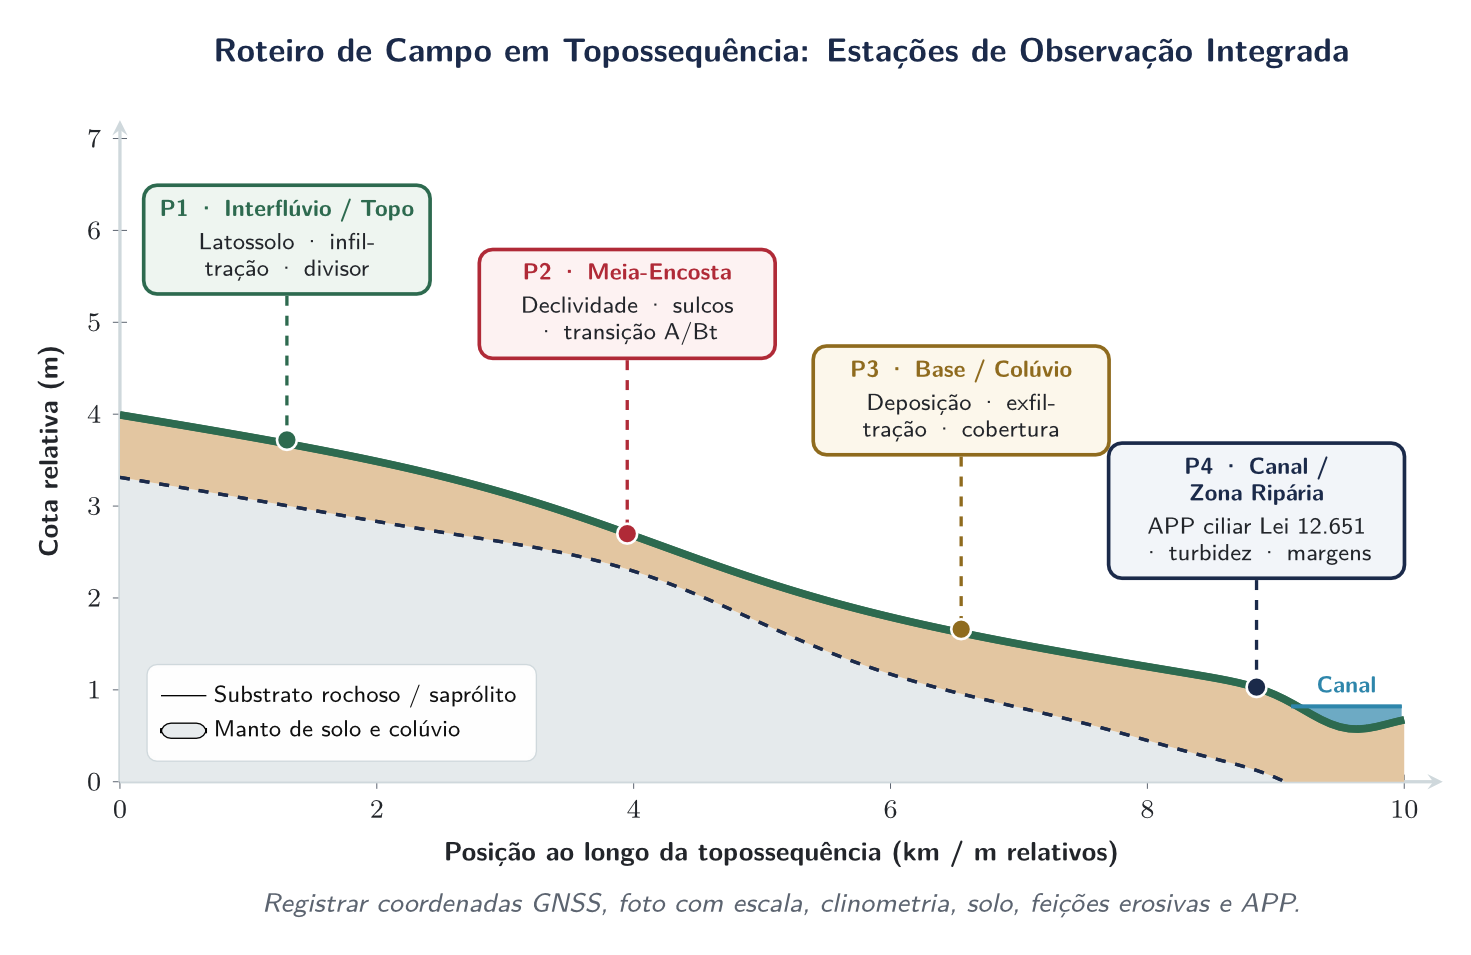 Roteiro de Campo em Topossequência: Estações de Observação Integrada
Cota relativa (m)
7
6
5
4
3
2
1
0
P1 · Interflúvio / Topo
Latossolo · infil-
tração · divisor
P2 · Meia-Encosta
Declividade · sulcos
· transição A/Bt
P3 · Base / Colúvio
Deposição · exfil-
tração · cobertura
P4 · Canal /
Zona Ripária
APP ciliar Lei 12.651
· turbidez · margens
Canal
Substrato rochoso / saprólito
Manto de solo e colúvio
0 2 4 6 8 10
Posição ao longo da topossequência (km / m relativos)
Registrar coordenadas GNSS, foto com escala, clinometria, solo, feições erosivas e APP.